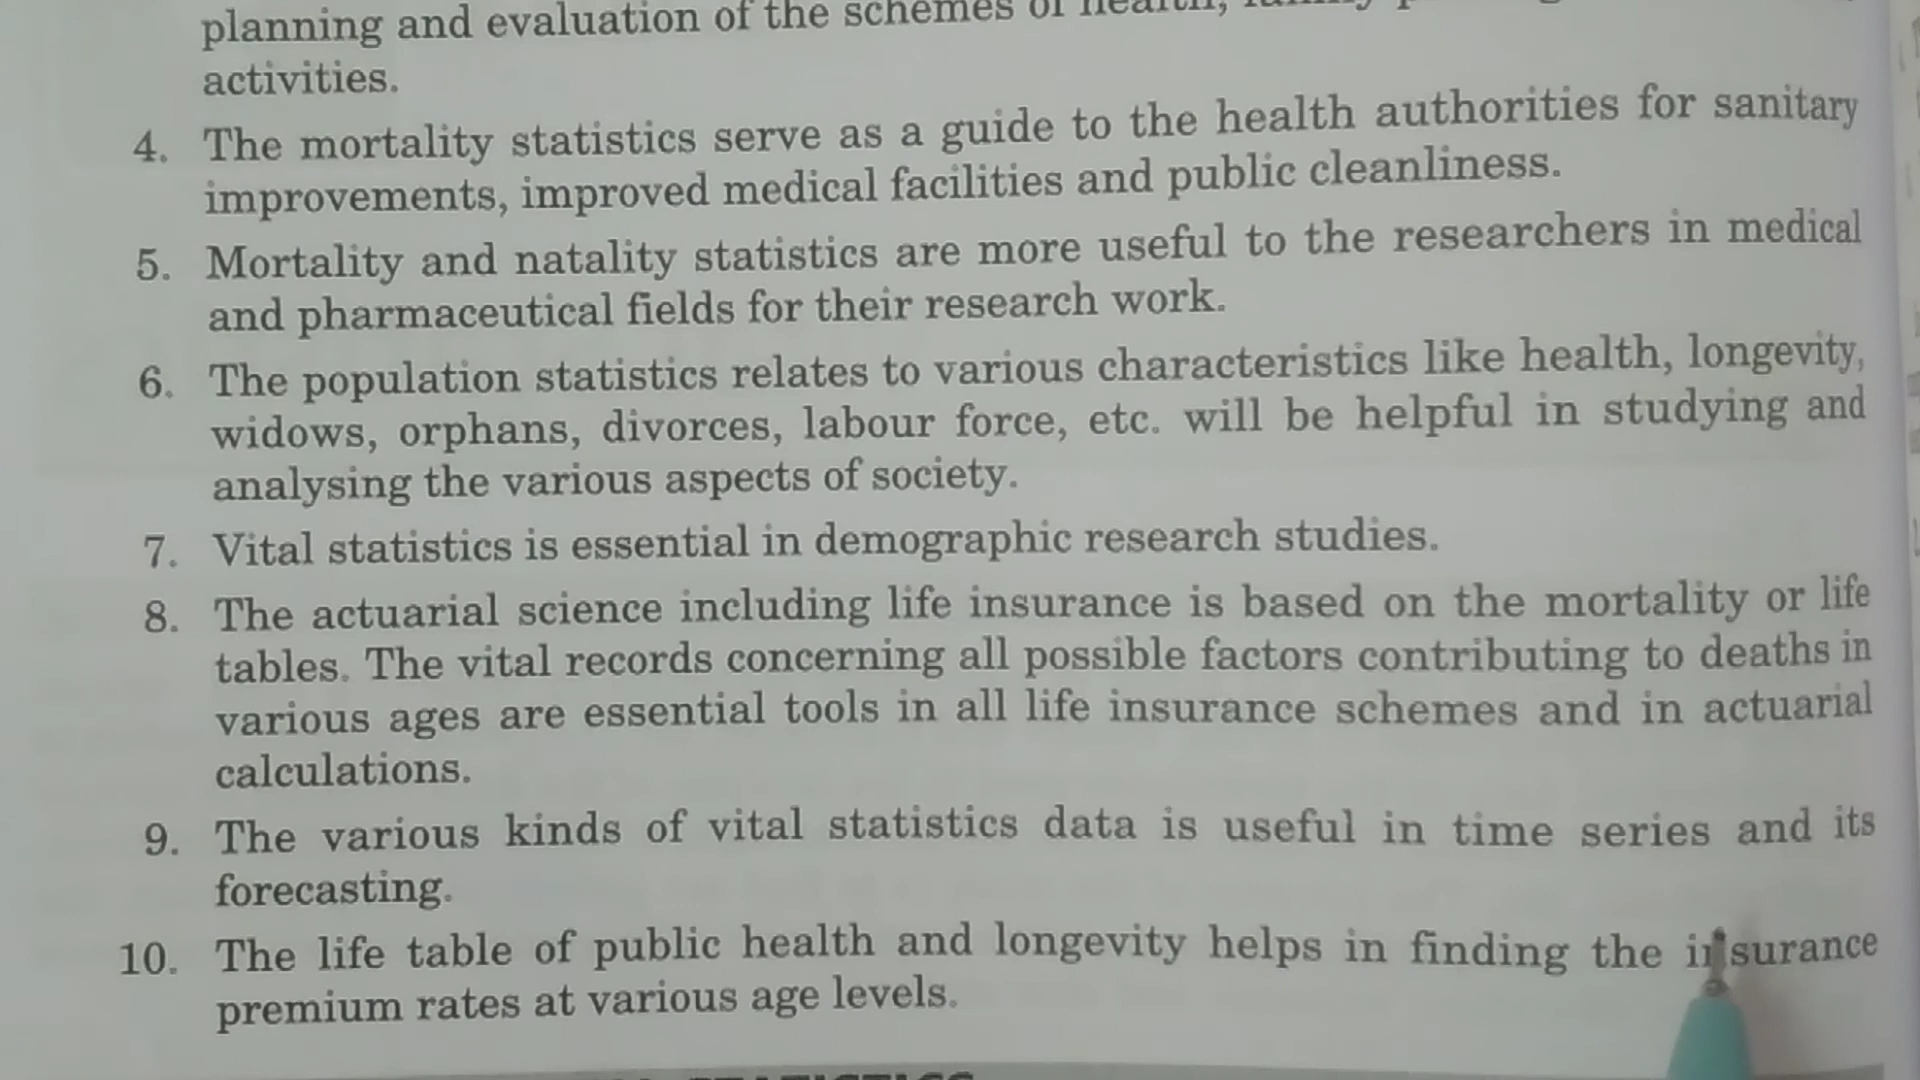 planning and evaluation of the schemes of health,
activities.
4. The mortality statistics serve as a guide to the health authorities for sanitary
improvements, improved medical facilities and public cleanliness.
5. Mortality and natality statistics are more useful to the researchers in medical
and pharmaceutical fields for their research work.
6. The population statistics relates to various characteristics like health, longevity,
widows, orphans, divorces, labour force, etc. will be helpful in studying and
analysing the various aspects of society.
7. Vital statistics is essential in demographic research studies.
8. The actuarial science including life insurance is based on the mortality or life
tables. The vital records concerning all possible factors contributing to deaths in
various ages are essential tools in all life insurance schemes and in actuarial
calculations.
9. The various kinds of vital statistics data is useful in time series and its
forecasting.
10. The life table of public health and longevity helps in finding the insurance
premium rates at various age levels.